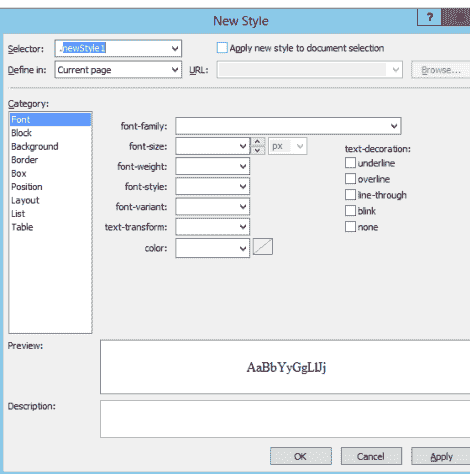 New Style
?
Selector: .newStyle1 Apply new style to document selection
Define in: Current page URL: Browse...
Category:
Font
Block
Background
Border
Box
Position
Layout
List
Table
font-family:
font-size: px
font-weight:
font-style:
font-variant:
text-transform:
color:
text-decoration:
underline
overline
line-through
blink
none
Preview:
AaBbYyGgLlJj
Description:
OK Cancel Apply